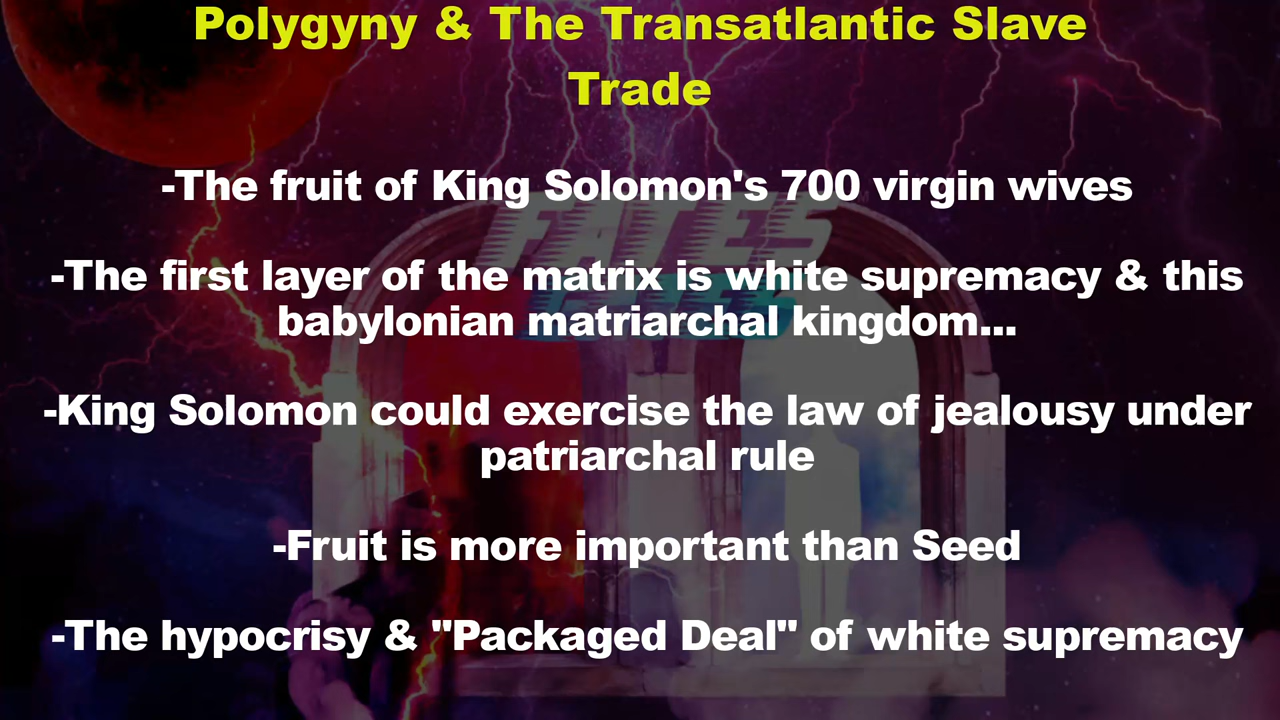 Polygyny & The Transatlantic Slave
Trade
-The fruit of King Solomon's 700 virgin wives
-The first layer of the matrix is white supremacy & this
babylonian matriarchal kingdom...
-King Solomon could exercise the law of jealousy under
patriarchal rule
-Fruit is more important than Seed
-The hypocrisy & "Packaged Deal" of white supremacy